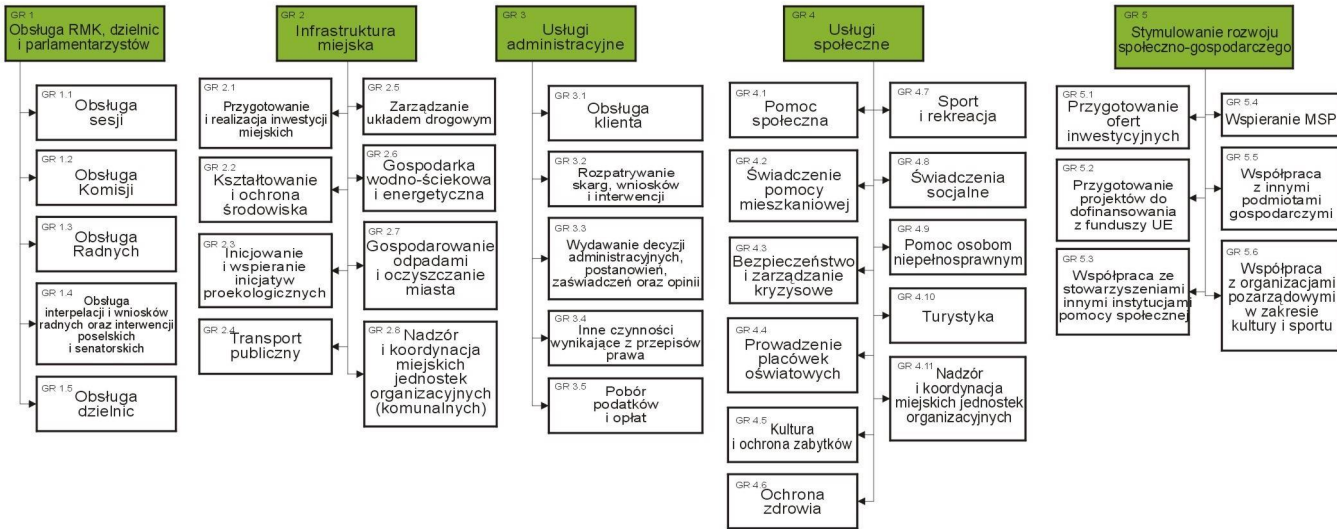 GR 1
Obsługa RMK, dzielnic
i parlamentarzystów
GR 1.1
Obsługa
sesji
GR 1.2
Obsługa
Komisji
GR 1.3
Obsługa
Radnych
GR 1.4
Obsługa
interpelacji i wniosków
radnych oraz interwencji
poselskich
i senatorskich
GR 1.5
Obsługa
dzielnic
GR 2
Infrastruktura
miejska
GR 2.1
Przygotowanie
i realizacja inwestycji
miejskich
GR 2.2
Kształtowanie
i ochrona
środowiska
GR 2.3
Inicjowanie
i wspieranie
inicjatyw
proekologicznych
GR 2.4
Transport
publiczny
GR 2.5
Zarządzanie
układem drogowym
GR 2.6
Gospodarka
wodno-ściekowa
i energetyczna
GR 2.7
Gospodarowanie
odpadami
i oczyszczanie
miasta
GR 2.8
Nadzór
i koordynacja
miejskich
jednostek
organizacyjnych
(komunalnych)
GR 3
Usługi
administracyjne
GR 3.1
Obsługa
klienta
GR 3.2
Rozpatrywanie
skarg, wniosków
i interwencji
GR 3.3
Wydawanie decyzji
administracyjnych,
postanowień,
zaświadczeń oraz opinii
GR 3.4
Inne czynności
wynikające z przepisów
prawa
GR 3.5
Pobór
podatków
i opłat
GR 4
Usługi
społeczne
GR 4.1
Pomoc
społeczna
GR 4.2
Świadczenie
pomocy
mieszkaniowej
GR 4.3
Bezpieczeństwo
i zarządzanie
kryzysowe
GR 4.4
Prowadzenie
placówek
oświatowych
GR 4.5
Kultura
i ochrona zabytków
GR 4.6
Ochrona
zdrowia
GR 4.7
Sport
i rekreacja
GR 4.8
Świadczenia
socjalne
GR 4.9
Pomoc osobom
niepełnosprawnym
GR 4.10
Turystyka
GR 4.11
Nadzór
i koordynacja
miejskich jednostek
organizacyjnych
GR 5
Stymulowanie rozwoju
społeczno-gospodarczego
GR 5.1
Przygotowanie
ofert
inwestycyjnych
GR 5.2
Przygotowanie
projektów do
dofinansowania
z funduszy UE
GR 5.3
Współpraca ze
stowarzyszeniami
innymi instytucjami
pomocy społecznej
GR 5.4
Wspieranie MSP
GR 5.5
Współpraca
z innymi
podmiotami
gospodarczymi
GR 5.6
Współpraca
z organizacjami
pozarządowymi
w zakresie
kultury i sportu